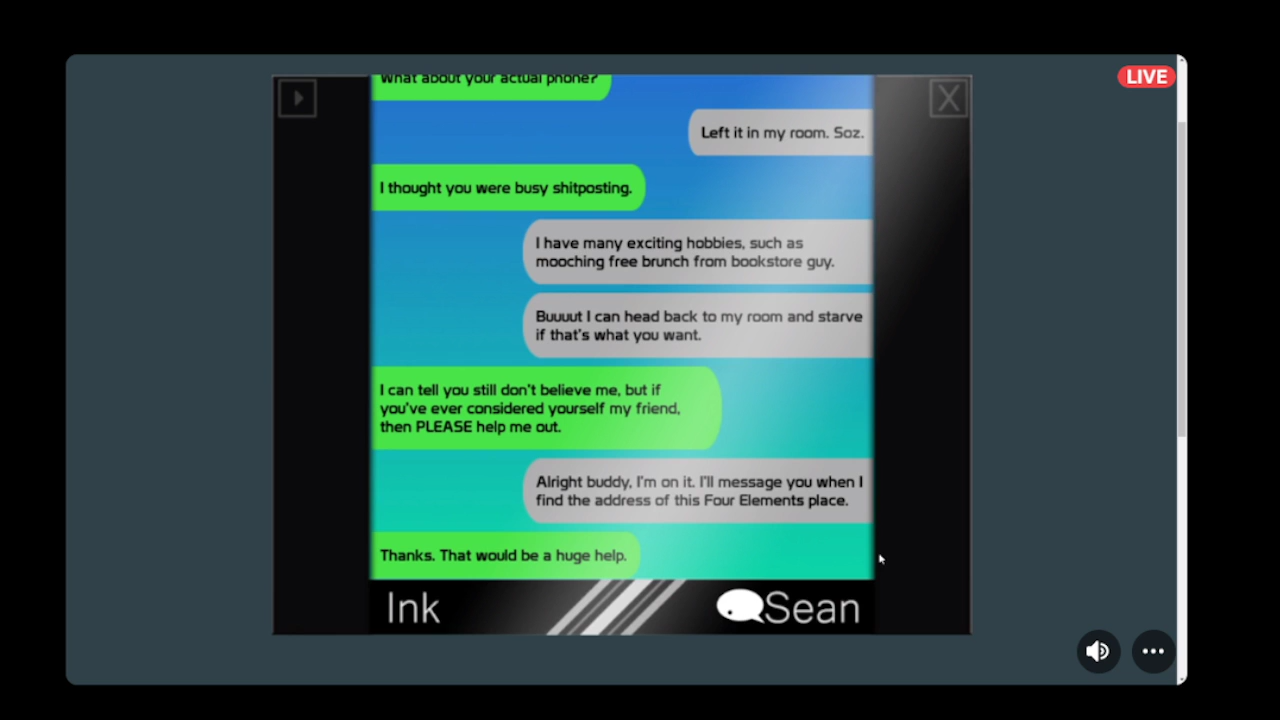 LIVE
What about your actual phone?
Left it in my room. Soz.
I thought you were busy shitposting.
I have many exciting hobbies, such as
mooching free brunch from bookstore guy.
Buuuut I can head back to my room and starve
if that's what you want.
I can tell you still don't believe me, but if
you've ever considered yourself my friend,
then PLEASE help me out.
Alright buddy, I'm on it. I'll message you when I
find the address of this Four Elements place.
Thanks. That would be a huge help.
Ink
Sean